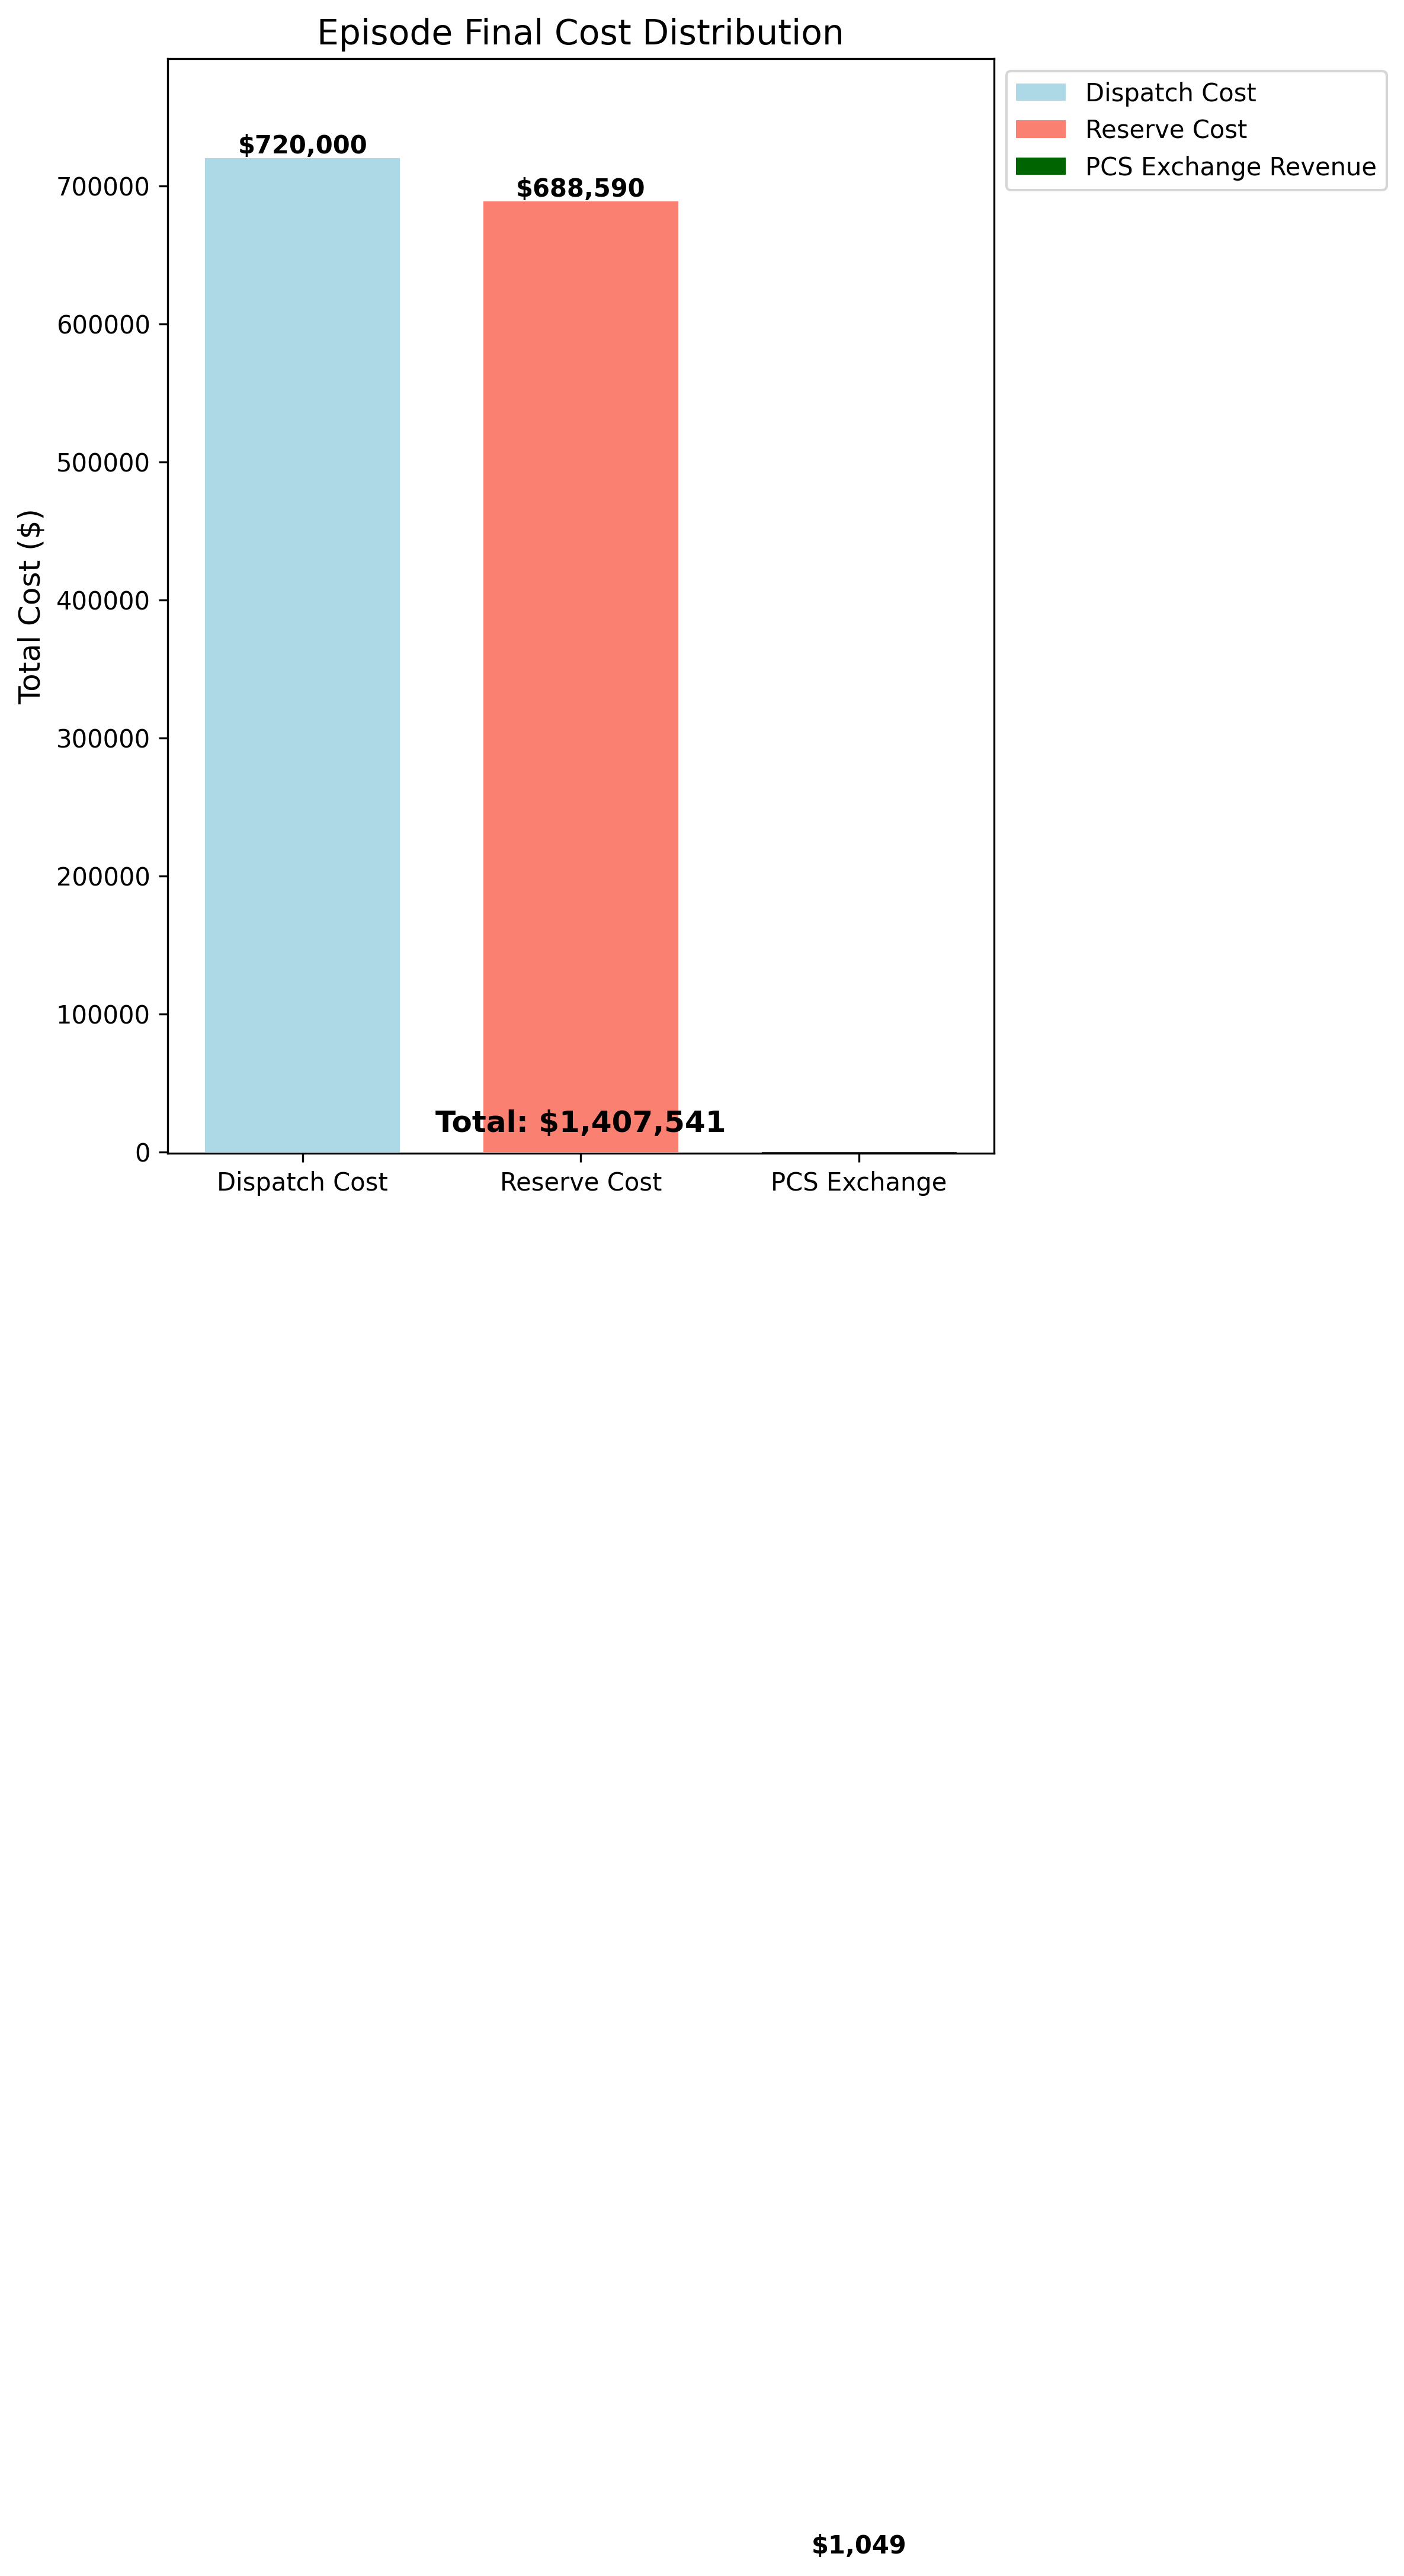 Episode Final Cost Distribution
Dispatch Cost
Reserve Cost
PCS Exchange Revenue
$720,000
$688,590
700000
600000
500000
400000
300000
200000
100000
0
Total Cost ($)
Total: $1,407,541
Dispatch Cost
Reserve Cost
PCS Exchange
$1,049